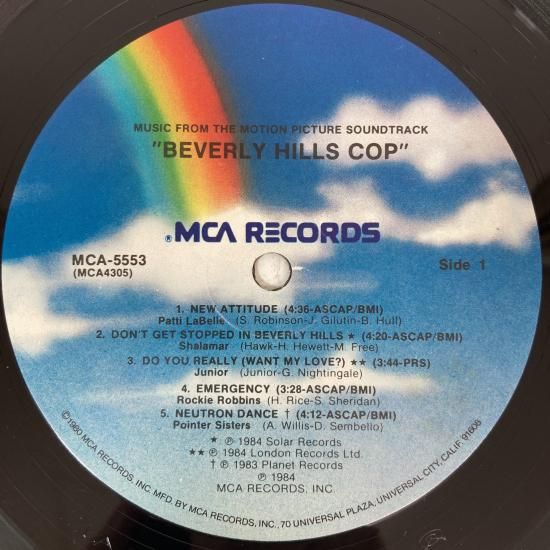 MUSIC FROM THE MOTION PICTURE SOUNDTRACK
"BEVERLY HILLS COP"
® MCA RECORDS
MCA-5553
(MCA4305)
Side 1
1. NEW ATTITUDE (4:36-ASCAP/BMI)
Patti LaBelle (S. Robinson-J. Gilutin-B. Hull)
2. DON'T GET STOPPED IN BEVERLY HILLS ★ (4:20-ASCAP/BMI)
Shalamar (Hawk-H. Hewett-M. Free)
3. DO YOU REALLY (WANT MY LOVE?) ★★ (3:44-PRS)
Junior (Junior-G. Nightingale)
4. EMERGENCY (3:28-ASCAP/BMI)
Rockie Robbins (H. Rice-S. Sheridan)
5. NEUTRON DANCE † (4:12-ASCAP/BMI)
Pointer Sisters (A. Willis-D. Sembello)
★ ℗ 1984 Solar Records
★★ ℗ 1984 London Records Ltd.
† ℗ 1983 Planet Records
℗ 1984
MCA RECORDS, INC.
©1980 MCA RECORDS, INC. MFD. BY MCA RECORDS, INC., 70 UNIVERSAL PLAZA, UNIVERSAL CITY, CALIF. 91608